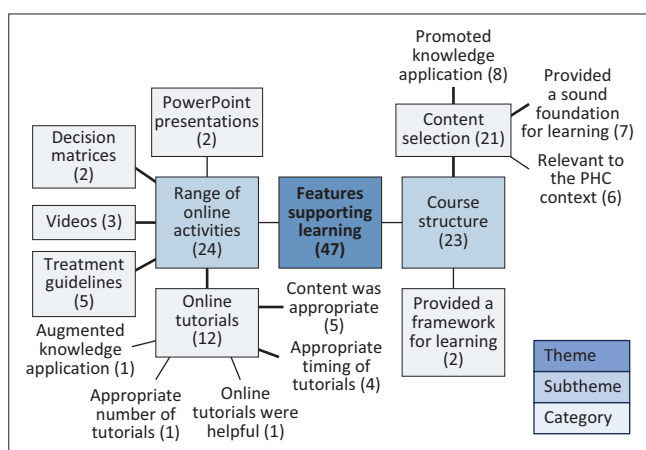 Promoted
knowledge
application (8)
Provided
a sound
foundation
for learning (7)
PowerPoint
presentations
(2)
Content
selection (21)
Decision
matrices
(2)
Relevant to
the PHC
context (6)
Range of
online
activities
(24)
Features
supporting
learning
(47)
Course
structure
(23)
Videos (3)
Treatment
guidelines
(5)
Online
tutorials
(12)
Content was
appropriate
(5)
Provided a
framework
for learning
(2)
Augmented
knowledge
application (1)
Appropriate
timing of
tutorials (4)
Appropriate
number of
tutorials (1)
Online
tutorials were
helpful (1)
Theme
Subtheme
Category